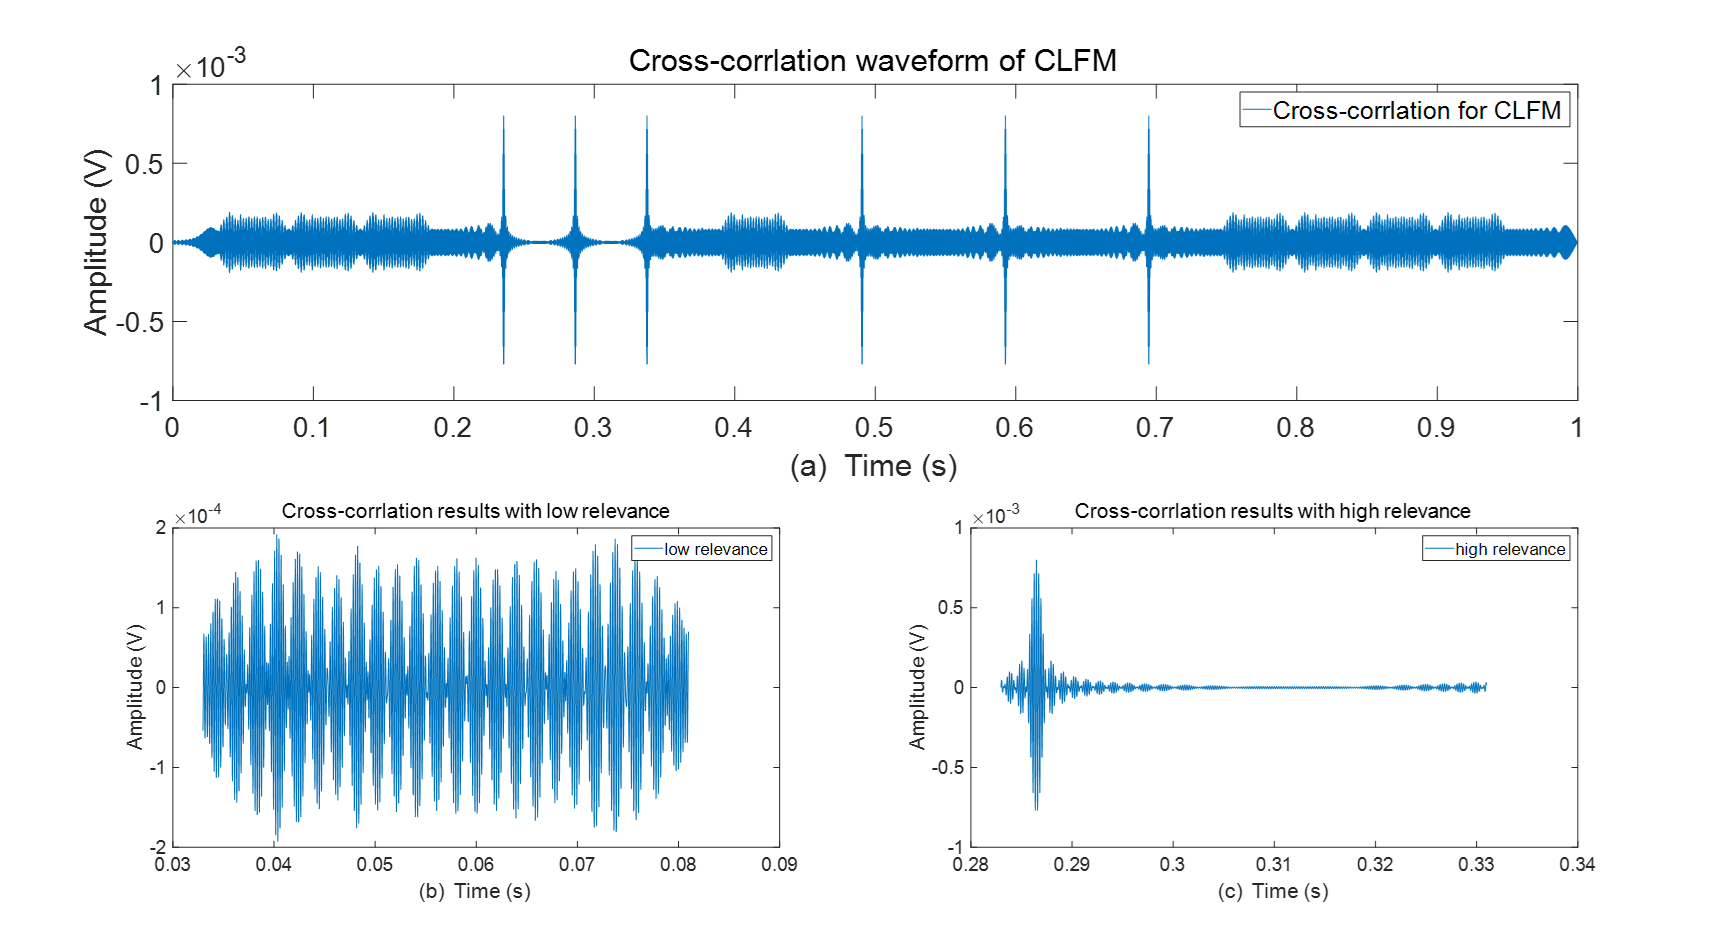 Cross-corrlation waveform of CLFM
×10-3
1
0.5
0
-0.5
-1
Amplitude (V)
Cross-corrlation for CLFM
0 0.1 0.2 0.3 0.4 0.5 0.6 0.7 0.8 0.9 1
(a) Time (s)
Cross-corrlation results with low relevance
×10-4
2
1
0
-1
-2
Amplitude (V)
low relevance
0.03 0.04 0.05 0.06 0.07 0.08 0.09
(b) Time (s)
Cross-corrlation results with high relevance
×10-3
1
0.5
0
-0.5
-1
Amplitude (V)
high relevance
0.28 0.29 0.3 0.31 0.32 0.33 0.34
(c) Time (s)